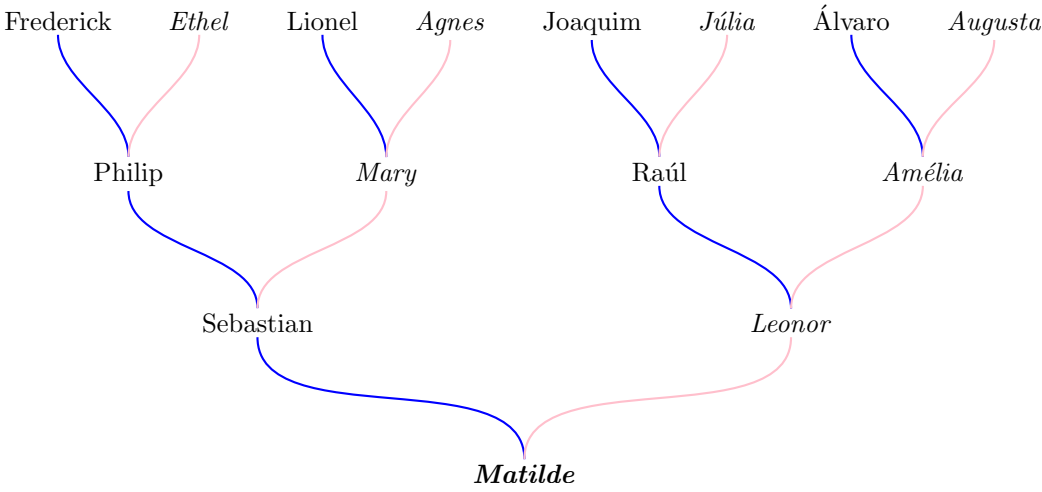 Frederick Ethel Lionel Agnes Joaquim Júlia Álvaro Augusta
Philip Mary Raúl Amélia
Sebastian Leonor
Matilde